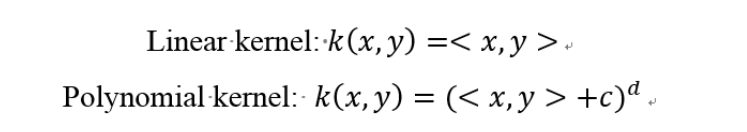 Linear kernel: k(x, y) =< x, y >
Polynomial kernel: k(x, y) = (< x, y > +c)^d